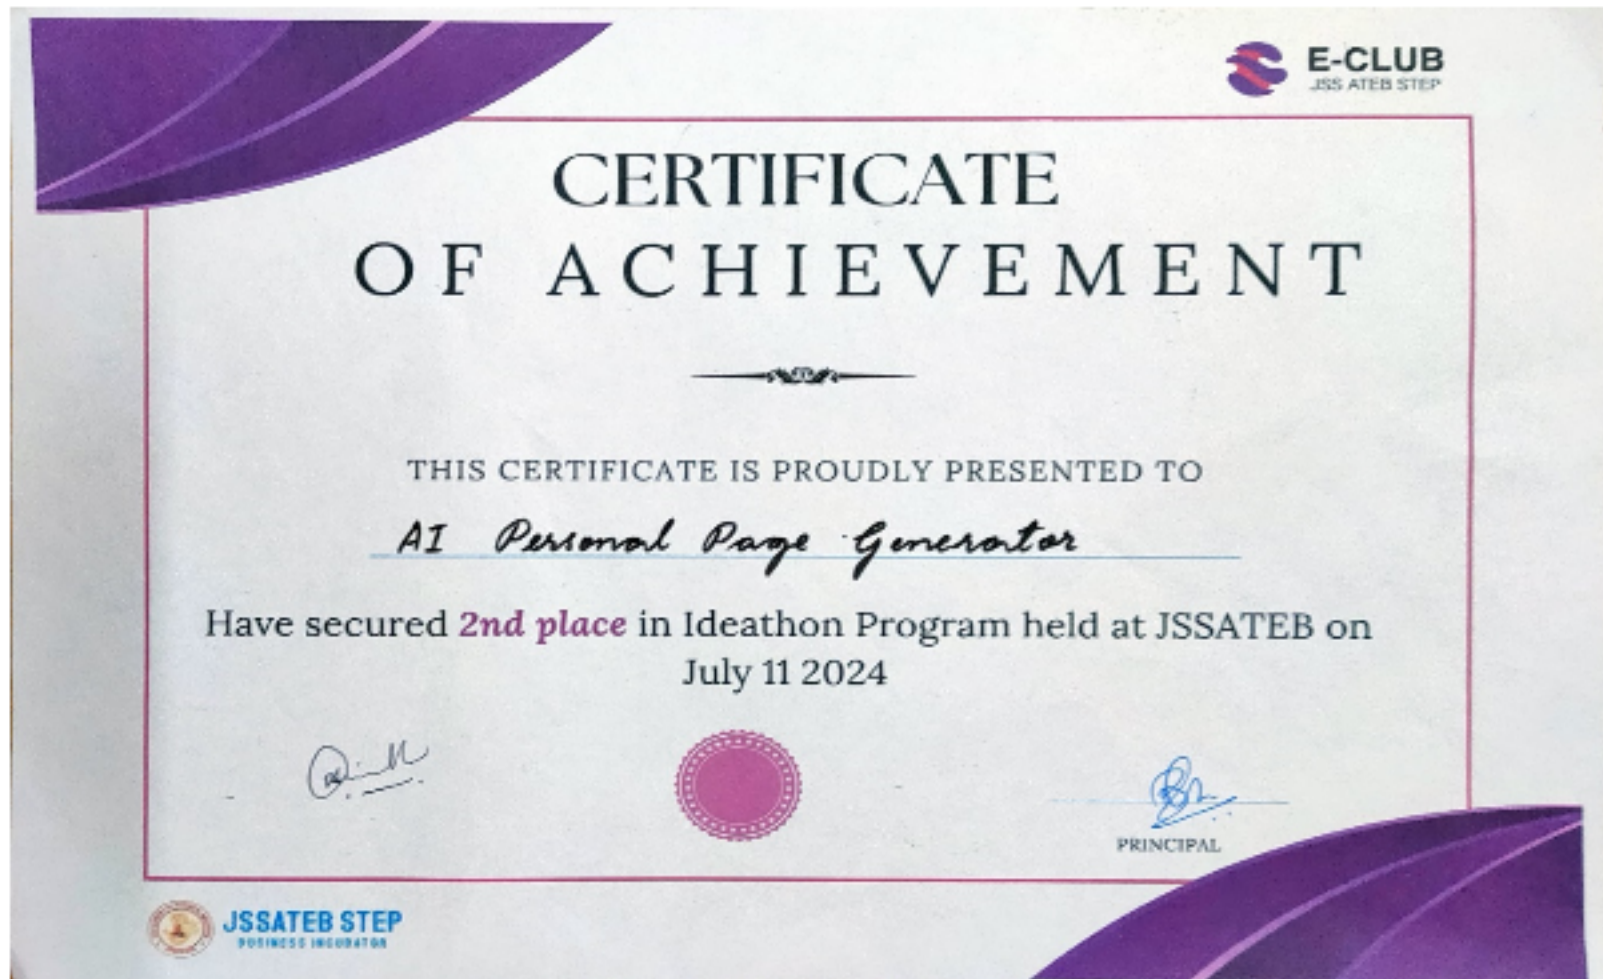 E-CLUB
JSS ATEB STEP
CERTIFICATE
OF ACHIEVEMENT
THIS CERTIFICATE IS PROUDLY PRESENTED TO
AI Personal Page Generator
Have secured 2nd place in Ideathon Program held at JSSATEB on
July 11 2024
PRINCIPAL
JSSATEB STEP
BUSINESS INCUBATOR